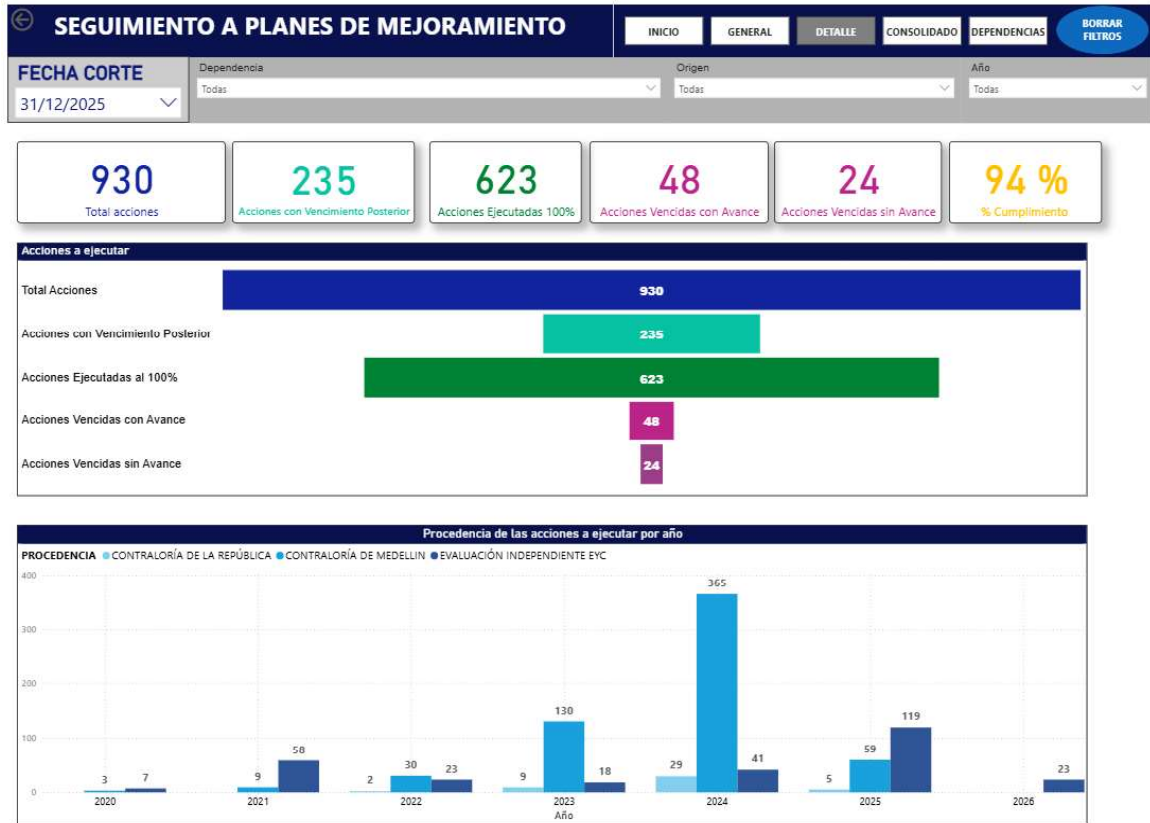 SEGUIMIENTO A PLANES DE MEJORAMIENTO
INICIO
GENERAL
DETALLE
CONSOLIDADO
DEPENDENCIAS
BORRAR
FILTROS
FECHA CORTE
31/12/2025
Dependencia
Todas
Origen
Todas
Año
Todas
930
Total acciones
235
Acciones con Vencimiento Posterior
623
Acciones Ejecutadas 100%
48
Acciones Vencidas con Avance
24
Acciones Vencidas sin Avance
94 %
% Cumplimiento
Acciones a ejecutar
Total Acciones
930
Acciones con Vencimiento Posterior
235
Acciones Ejecutadas al 100%
623
Acciones Vencidas con Avance
48
Acciones Vencidas sin Avance
24
Procedencia de las acciones a ejecutar por año
PROCEDENCIA CONTRALORÍA DE LA REPÚBLICA CONTRALORÍA DE MEDELLIN EVALUACIÓN INDEPENDIENTE EYC
400
300
200
100
0
3 7
9 58
2 30 23
9 130 18
29 365 41
5 59 119
23
2020 2021 2022 2023 2024 2025 2026
Año